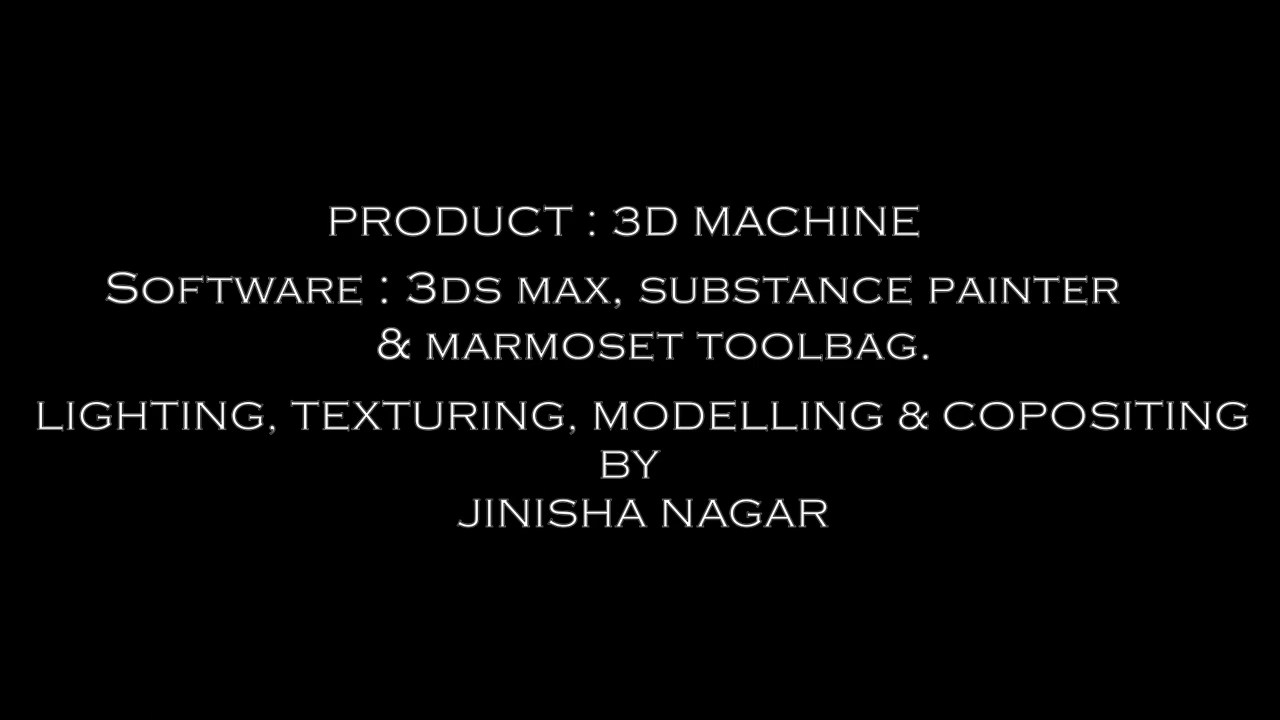 PRODUCT : 3D MACHINE
SOFTWARE : 3DS MAX, SUBSTANCE PAINTER
& MARMOSET TOOLBAG.
LIGHTING, TEXTURING, MODELLING & COPOSITING
BY
JINISHA NAGAR